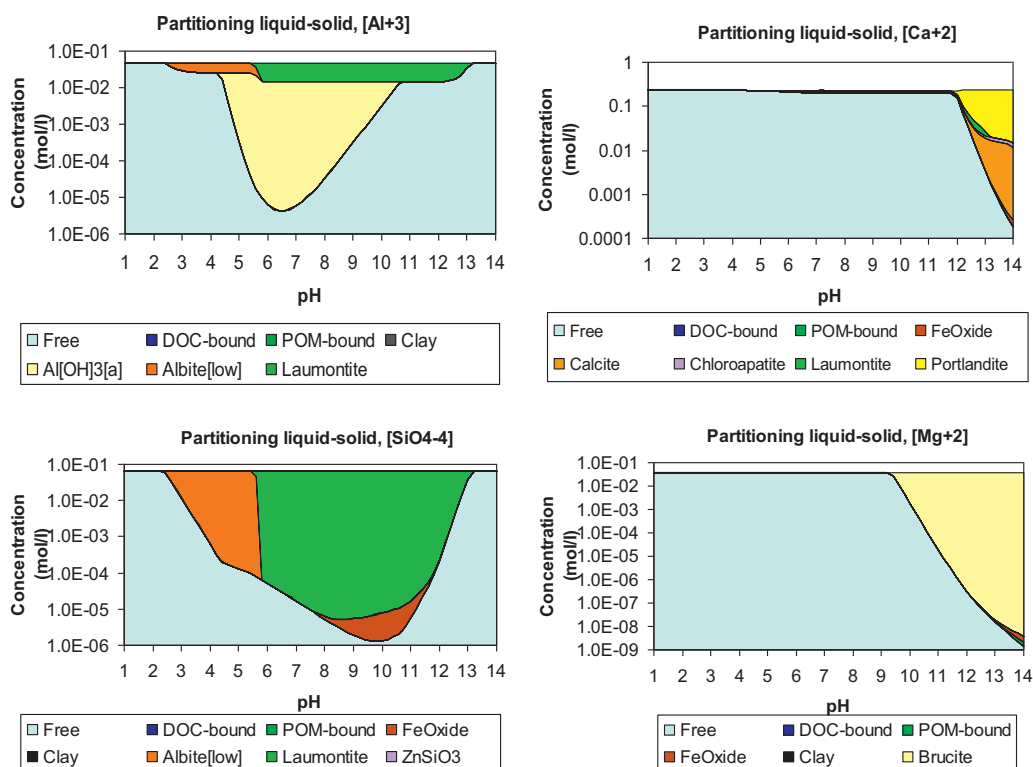 Partitioning liquid-solid, [Al+3]
Concentration
(mol/l)
1.0E-01
1.0E-02
1.0E-03
1.0E-04
1.0E-05
1.0E-06
1 2 3 4 5 6 7 8 9 10 11 12 13 14
pH
Free DOC-bound POM-bound Clay
Al[OH]3[a] Albite[low] Laumontite
Partitioning liquid-solid, [Ca+2]
Concentration
(mol/l)
1
0.1
0.01
0.001
0.0001
1 2 3 4 5 6 7 8 9 10 11 12 13 14
pH
Free DOC-bound POM-bound FeOxide
Calcite Chloroapatite Laumontite Portlandite
Partitioning liquid-solid, [SiO4-4]
Concentration
(mol/l)
1.0E-01
1.0E-02
1.0E-03
1.0E-04
1.0E-05
1.0E-06
1 2 3 4 5 6 7 8 9 10 11 12 13 14
pH
Free DOC-bound POM-bound FeOxide
Clay Albite[low] Laumontite ZnSiO3
Partitioning liquid-solid, [Mg+2]
Concentration
(mol/l)
1.0E-01
1.0E-02
1.0E-03
1.0E-04
1.0E-05
1.0E-06
1.0E-07
1.0E-08
1.0E-09
1 2 3 4 5 6 7 8 9 10 11 12 13 14
pH
Free DOC-bound POM-bound
FeOxide Clay Brucite